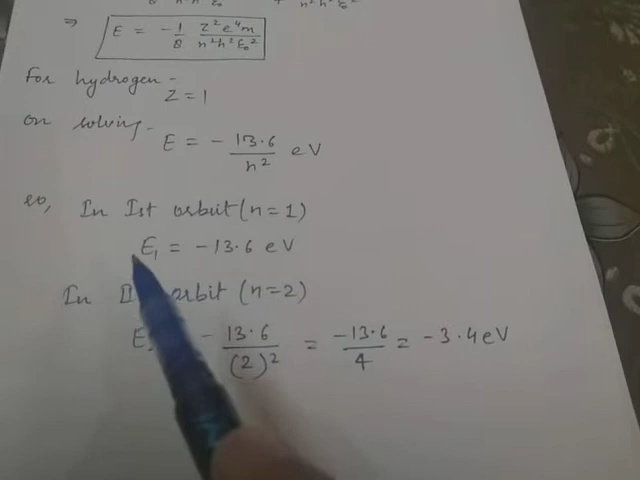 ⇒ E = -1/8 Z²e⁴m/n²h²ε₀²
For hydrogen-
Z=1
on solving-
E = - 13.6/n² eV
so, In Ist orbit (n=1)
E₁ = -13.6 eV
In orbit (n=2)
E - 13.6/(2)² = -13.6/4 = -3.4 eV